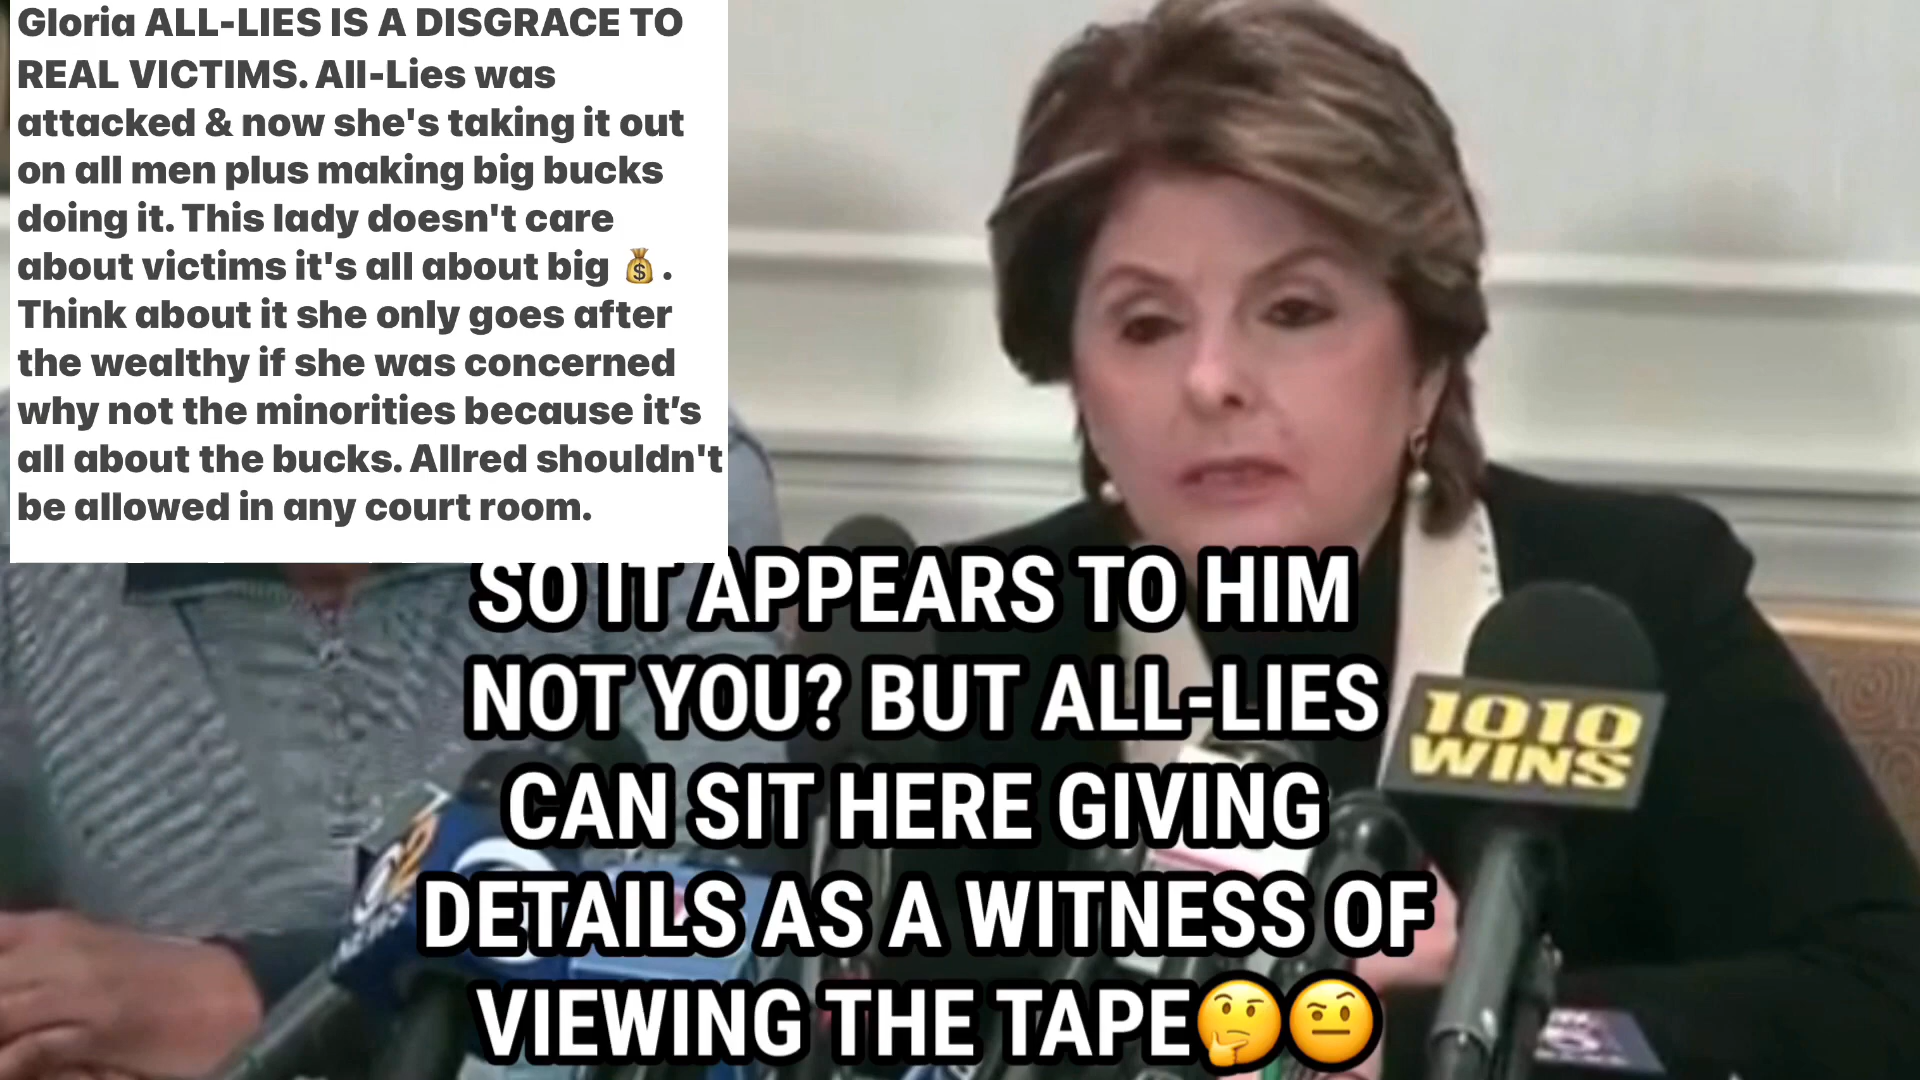 Gloria ALL-LIES IS A DISGRACE TO
REAL VICTIMS. All-Lies was
attacked & now she's taking it out
on all men plus making big bucks
doing it. This lady doesn't care
about victims it's all about big 💰.
Think about it she only goes after
the wealthy if she was concerned
why not the minorities because it’s
all about the bucks. Allred shouldn't
be allowed in any court room.
SO IT APPEARS TO HIM
NOT YOU? BUT ALL-LIES
CAN SIT HERE GIVING
DETAILS AS A WITNESS OF
VIEWING THE TAPE🤔🤨
1010
WINS
2
NEWS
5